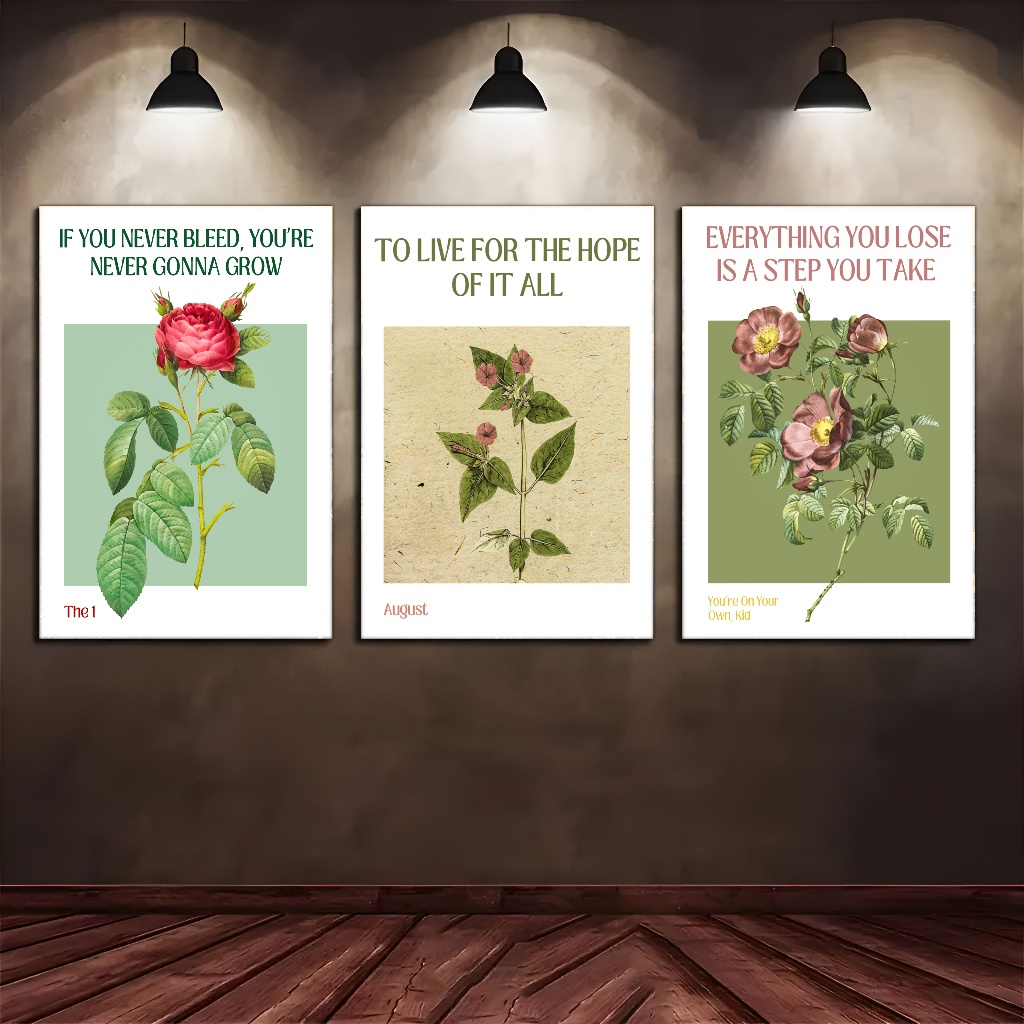 IF YOU NEVER BLEED, YOU'RE
NEVER GONNA GROW
The 1
TO LIVE FOR THE HOPE
OF IT ALL
August
EVERYTHING YOU LOSE
IS A STEP YOU TAKE
You're On Your
Own, Kid